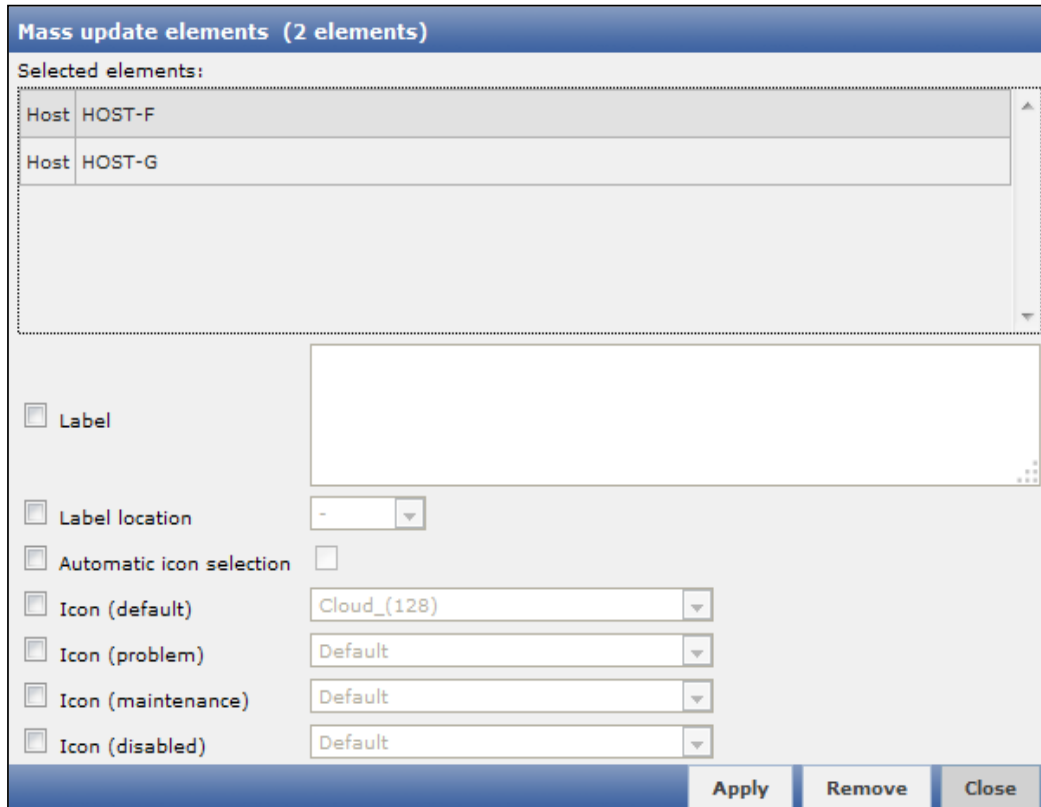 Mass update elements (2 elements)
Selected elements:
Host HOST-F
Host HOST-G
Label
Label location -
Automatic icon selection
Icon (default) Cloud_(128)
Icon (problem) Default
Icon (maintenance) Default
Icon (disabled) Default
Apply Remove Close